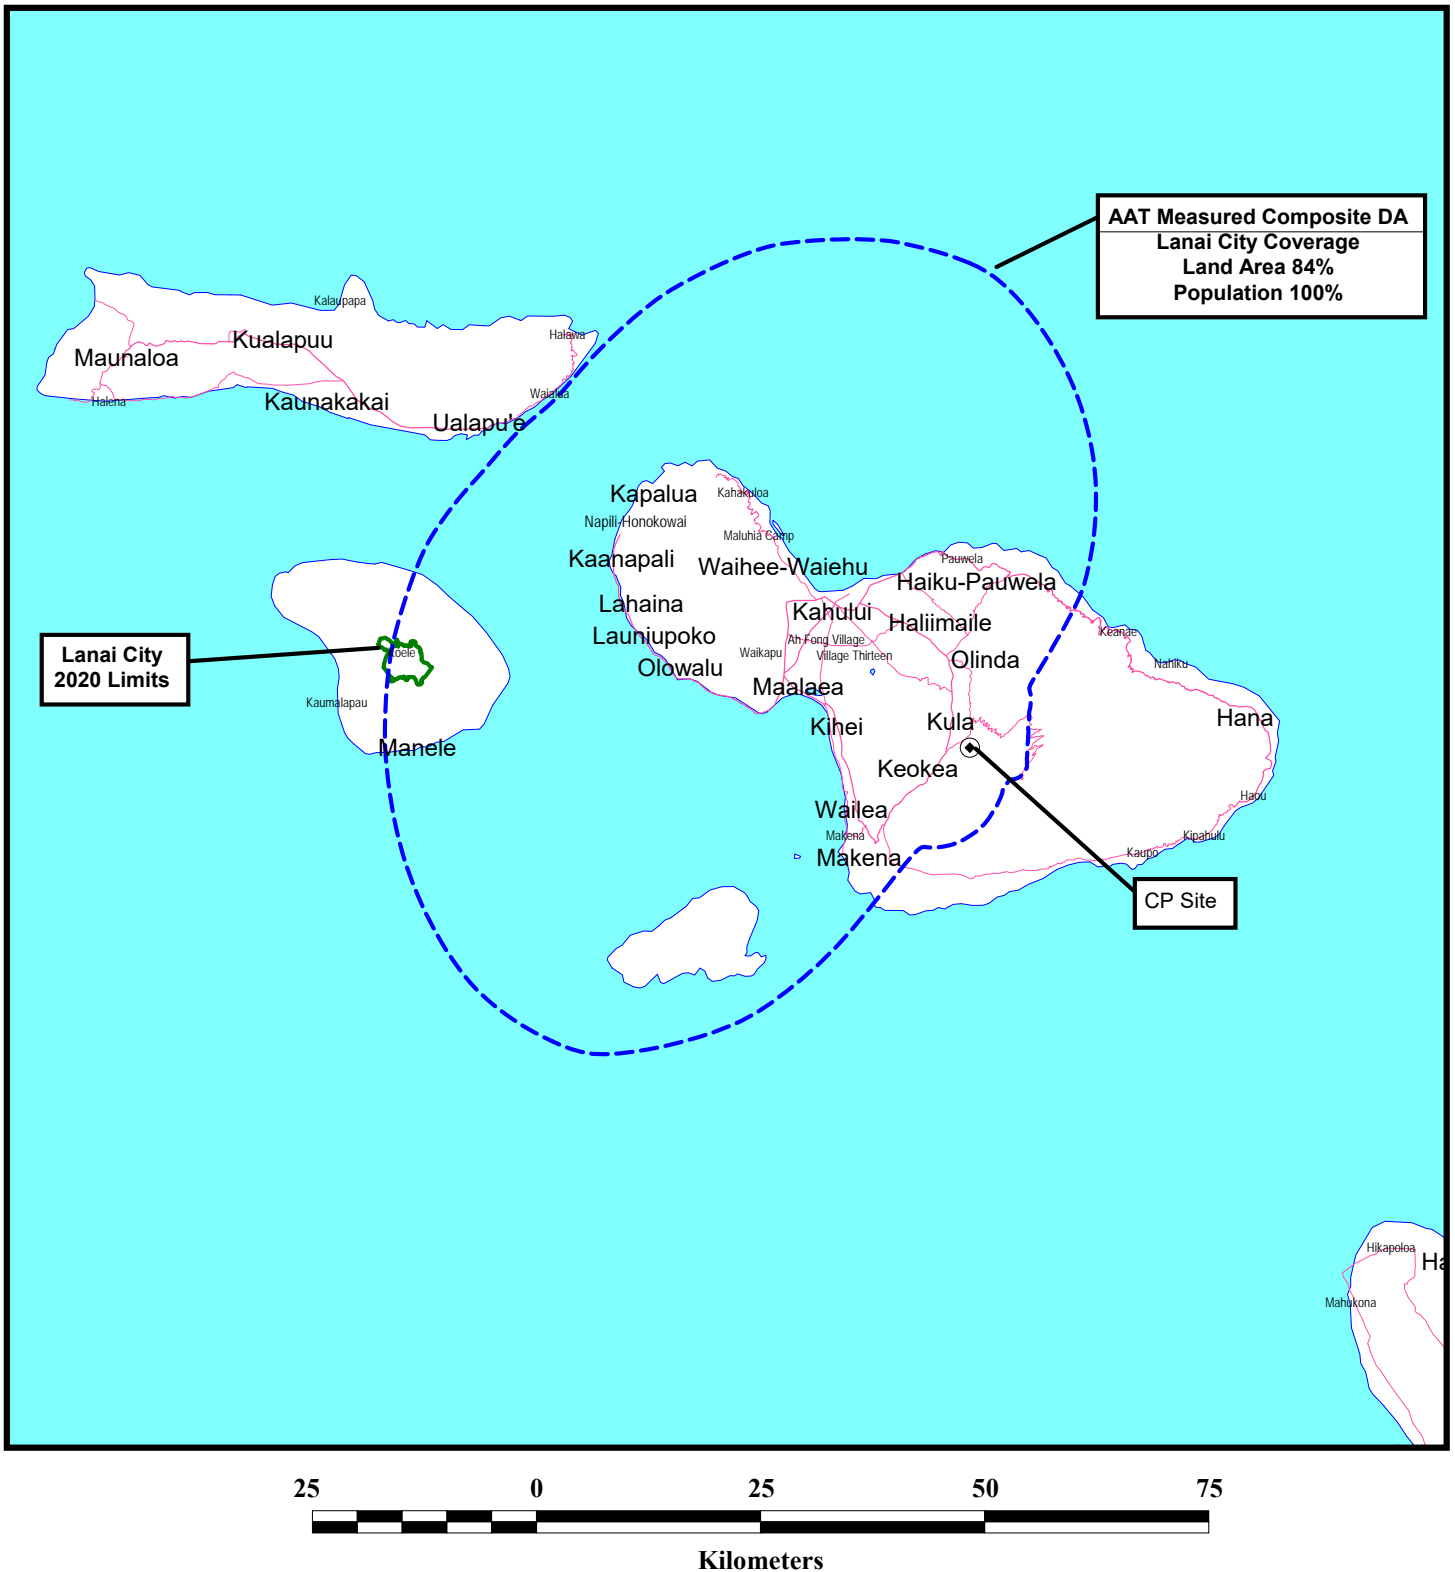 AAT Measured Composite DA
Lanai City Coverage
Land Area 84%
Population 100%
Kalaupapa
Halawa
Kualapuu
Maunaloa
Waialua
Halena
Kaunakakai
Ualapu'e
Kapalua
Kahakuloa
Napili-Honokowai
Maluhia Camp
Kaanapali
Waihee-Waiehu
Pauwela
Haiku-Pauwela
Lahaina
Kahului
Haliimaile
Launiupoko
Ah Fong Village
Keanae
Waikapu
Village Thirteen
Olinda
Nahiku
Olowalu
Lanai City
2020 Limits
Koele
Maalaea
Kaumalapau
Kihei
Kula
Hana
Manele
Keokea
Haou
Wailea
Makena
Kipahulu
Makena
Kaupo
CP Site
Hikapoloa
Ha
Mahukona
25 0 25 50 75
Kilometers